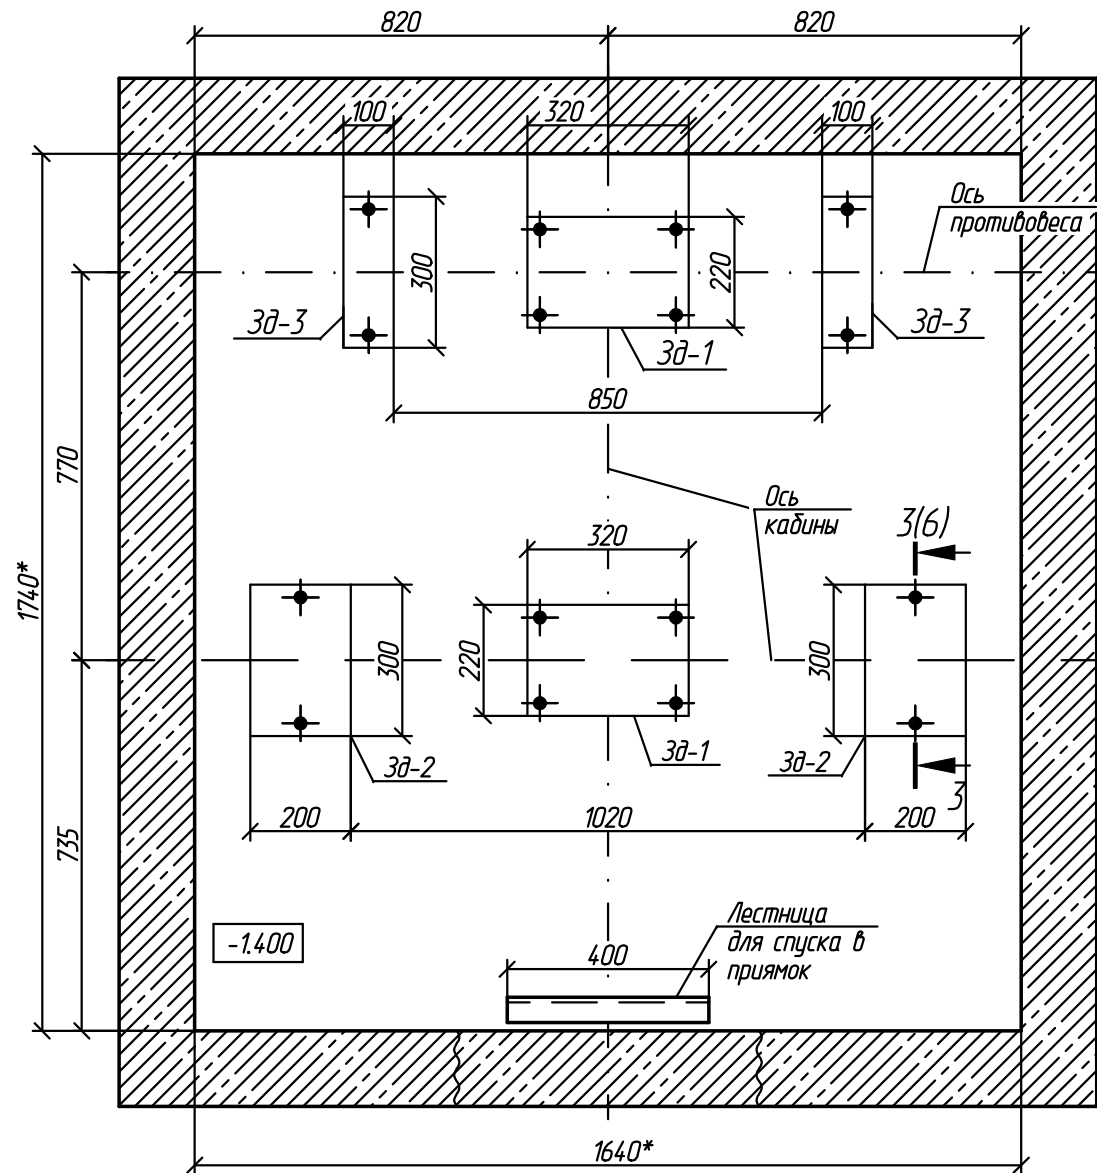 820
820
100
320
100
Ось
противовеса
300
220
Зд-3
Зд-1
Зд-3
850
770
Ось
кабины
3(6)
320
1740*
300
220
300
Зд-2
Зд-1
Зд-2
3
200
1020
200
735
-1.400
Лестница
для спуска в
приямок
400
1640*